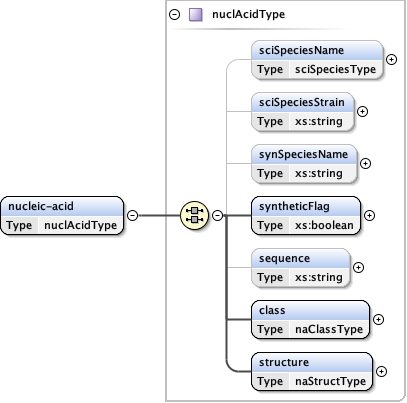 nuclAcidType
sciSpeciesName
Type sciSpeciesType
sciSpeciesStrain
Type xs:string
synSpeciesName
Type xs:string
nucleic-acid
Type nuclAcidType
syntheticFlag
Type xs:boolean
sequence
Type xs:string
class
Type naClassType
structure
Type naStructType